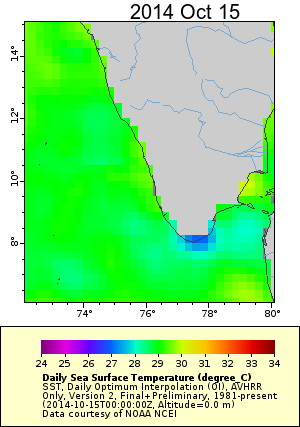 2014 Oct 15
14°
12°
10°
8°
74° 76° 78° 80°
24 25 26 27 28 29 30 31 32 33 34
Daily Sea Surface Temperature (degree_C)
SST, Daily Optimum Interpolation (OI), AVHRR
Only, Version 2, Final+Preliminary, 1981-present
(2014-10-15T00:00:00Z, Altitude=0.0 m)
Data courtesy of NOAA NCEI